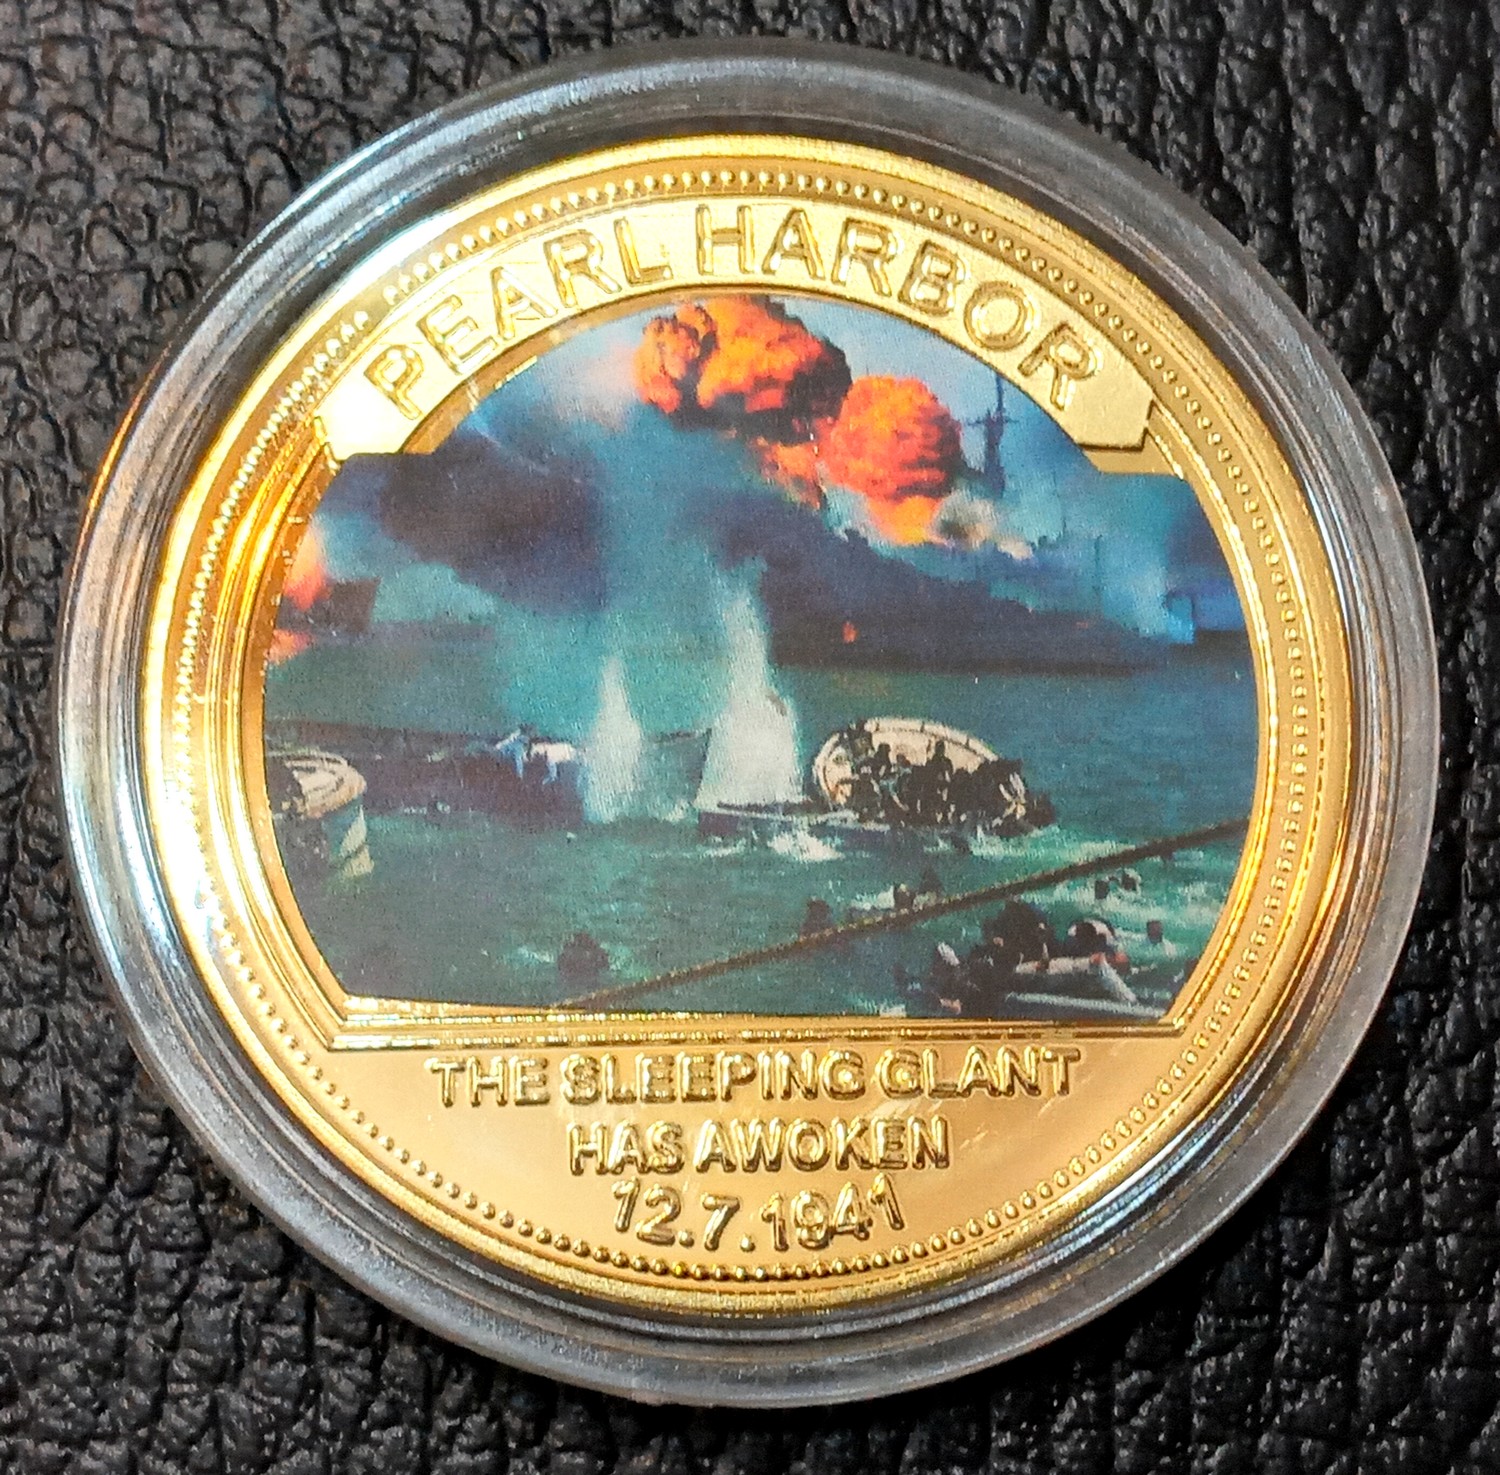 PEARL HARBOR
THE SLEEPING GLANT
HAS AWOKEN
12.7.1941